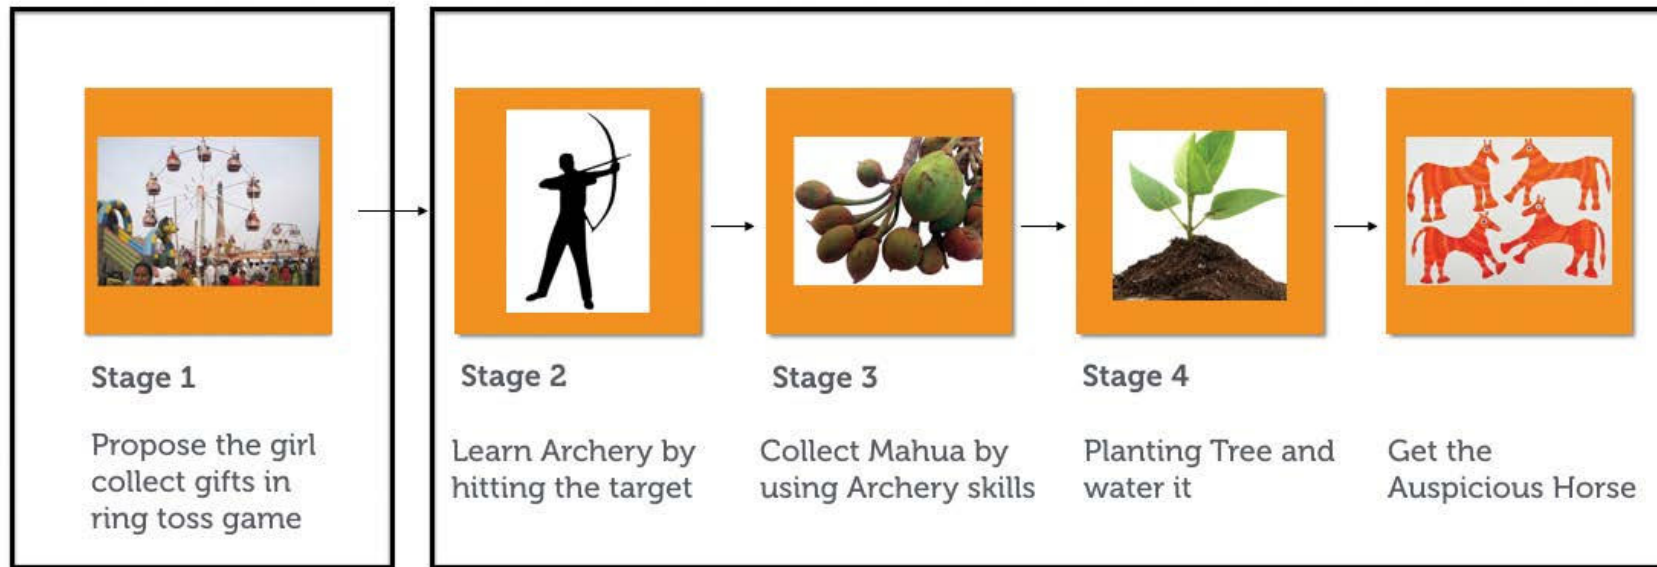 Stage 1
Propose the girl
collect gifts in
ring toss game
Stage 2
Learn Archery by
hitting the target
Stage 3
Collect Mahua by
using Archery skills
Stage 4
Planting Tree and
water it
Get the
Auspicious Horse